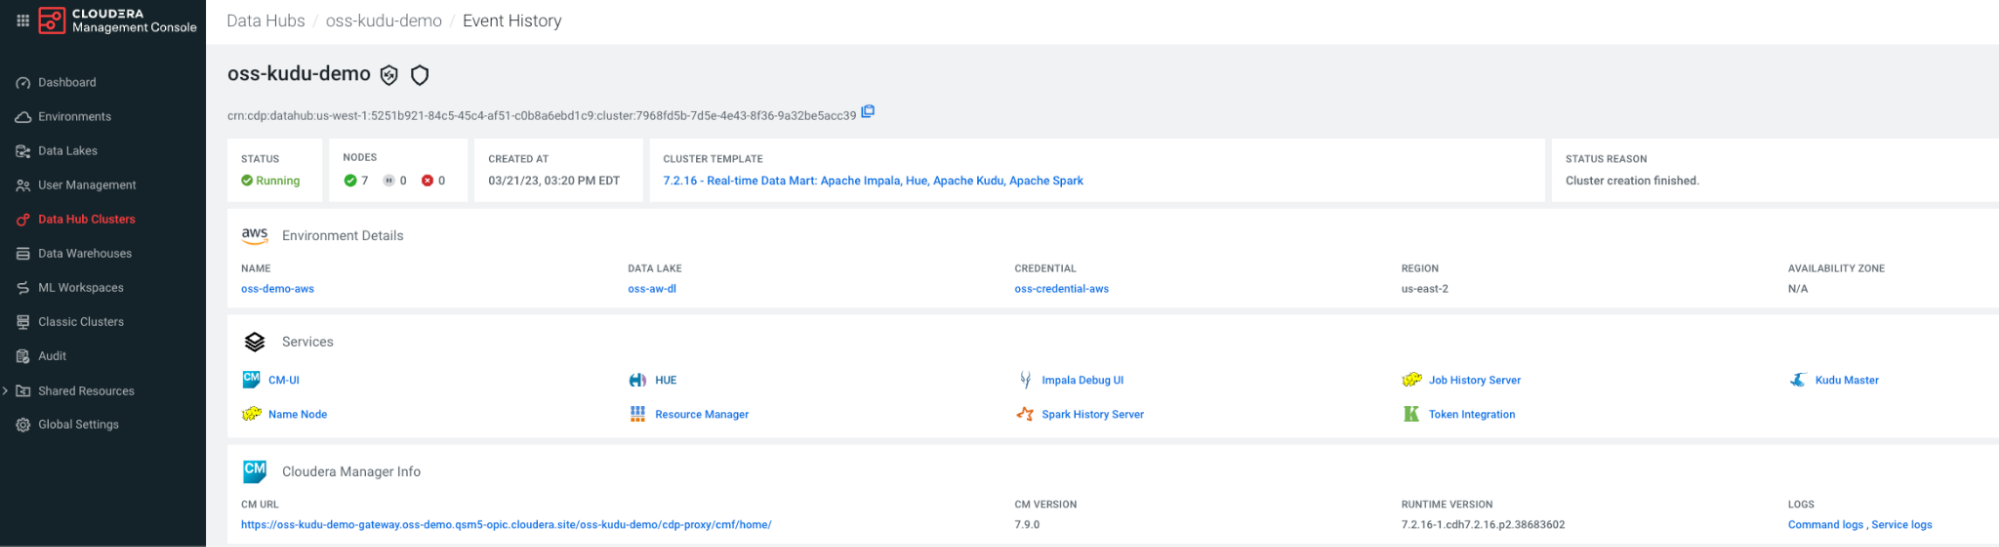 CLOUDERA
Management Console
Dashboard
Environments
Data Lakes
User Management
Data Hub Clusters
Data Warehouses
ML Workspaces
Classic Clusters
Audit
Shared Resources
Global Settings
Data Hubs / oss-kudu-demo / Event History
oss-kudu-demo
crn:cdp:datahub:us-west-1:5251b921-84c5-45c4-af51-c0b8a6ebd1c9:cluster:7968fd5b-7d5e-4e43-8f36-9a32be5acc39
STATUS
Running
NODES
7 0 0
CREATED AT
03/21/23, 03:20 PM EDT
CLUSTER TEMPLATE
7.2.16 - Real-time Data Mart: Apache Impala, Hue, Apache Kudu, Apache Spark
STATUS REASON
Cluster creation finished.
aws Environment Details
NAME
oss-demo-aws
DATA LAKE
oss-aw-dl
CREDENTIAL
oss-credential-aws
REGION
us-east-2
AVAILABILITY ZONE
N/A
Services
CM CM-UI
HUE
Impala Debug UI
Job History Server
Kudu Master
Name Node
Resource Manager
Spark History Server
Token Integration
CM Cloudera Manager Info
CM URL
https://oss-kudu-demo-gateway.oss-demo.qsm5-opic.cloudera.site/oss-kudu-demo/cdp-proxy/cmf/home/
CM VERSION
7.9.0
RUNTIME VERSION
7.2.16-1.cdh7.2.16.p2.38683602
LOGS
Command logs , Service logs